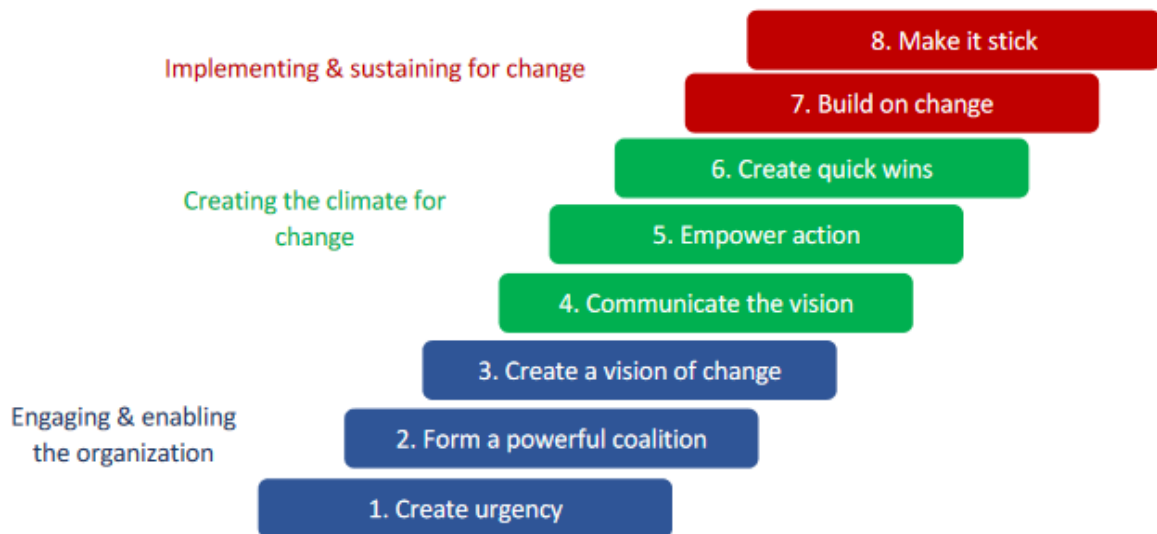 8. Make it stick
Implementing & sustaining for change
7. Build on change
6. Create quick wins
Creating the climate for
change
5. Empower action
4. Communicate the vision
3. Create a vision of change
Engaging & enabling
the organization
2. Form a powerful coalition
1. Create urgency